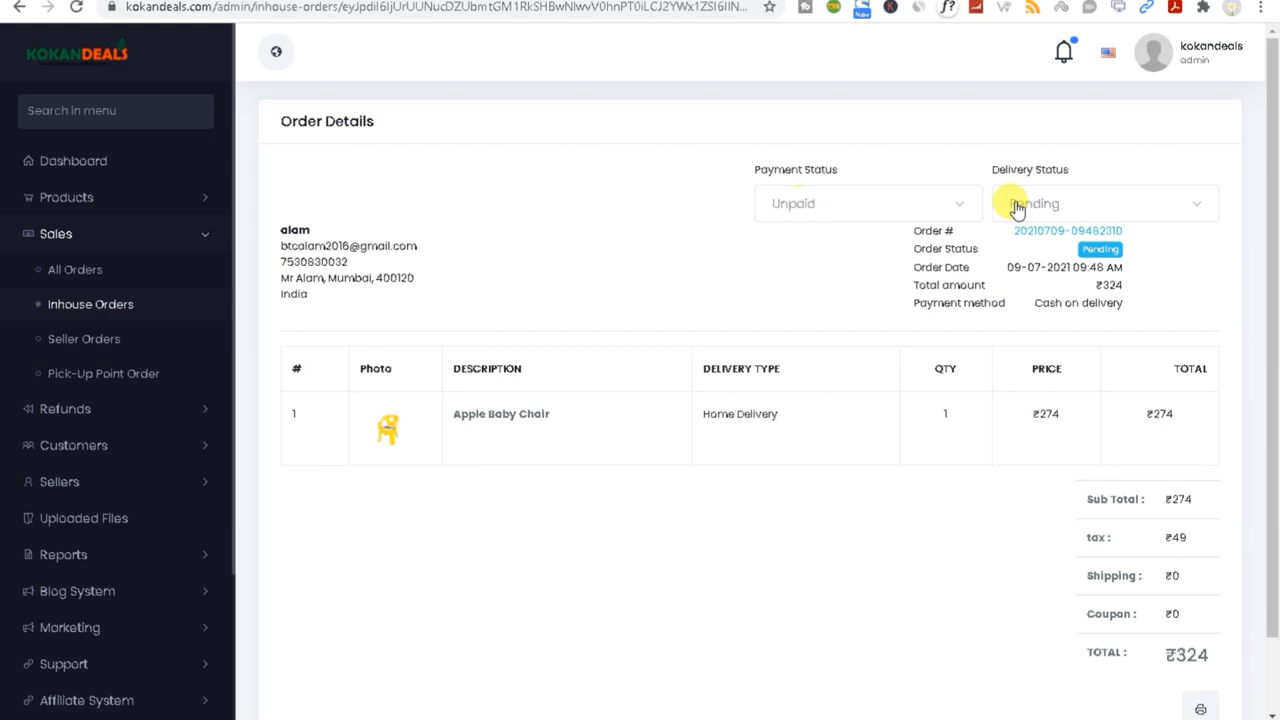 kokandeals.com/admin/inhouse-orders/
KOKANDEALS
kokandeals
admin
Search in menu
Dashboard
Products
Sales
All Orders
Inhouse Orders
Seller Orders
Pick-Up Point Order
Refunds
Customers
Sellers
Uploaded Files
Reports
Blog System
Marketing
Support
Affiliate System
Order Details
Payment Status Delivery Status
Unpaid Pending
alam
btcalam2016@gmail.com
7530830032
Mr Alam, Mumbai, 400120
India
Order # 20210709-09482310
Order Status Pending
Order Date 09-07-2021 09:48 AM
Total amount ₹324
Payment method Cash on delivery
# Photo DESCRIPTION DELIVERY TYPE QTY PRICE TOTAL
1 Apple Baby Chair Home Delivery 1 ₹274 ₹274
Sub Total : ₹274
tax : ₹49
Shipping : ₹0
Coupon : ₹0
TOTAL : ₹324